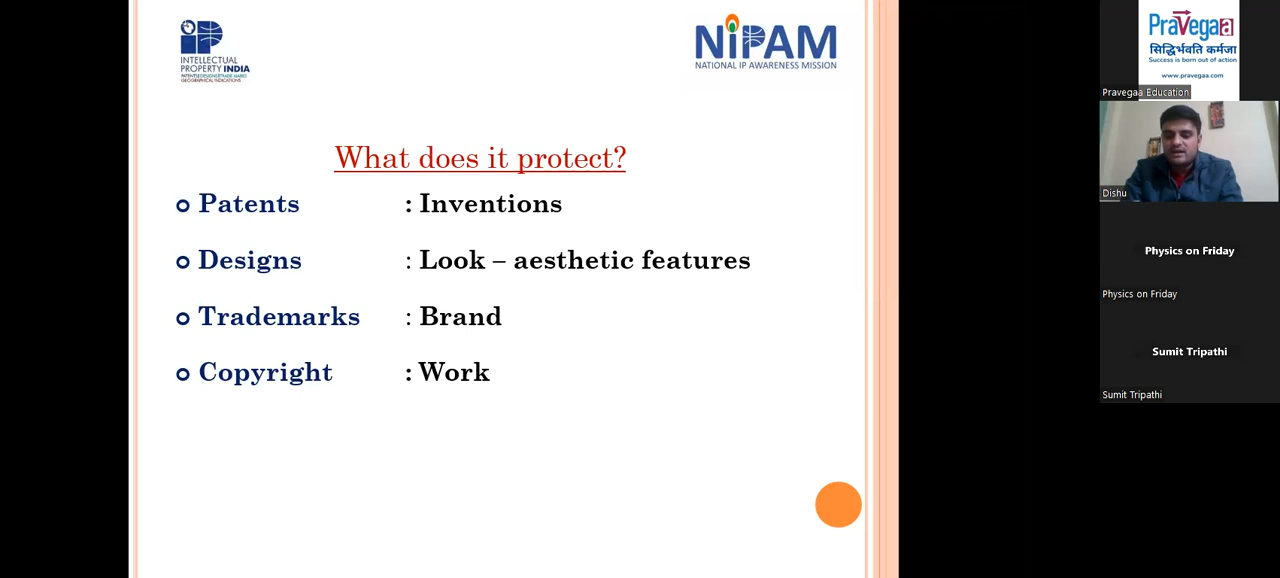 INTELLECTUAL
PROPERTY INDIA
PATENTS|DESIGNS|TRADE MARKS
GEOGRAPHICAL INDICATIONS
NiPAM
NATIONAL IP AWARENESS MISSION
What does it protect?
Patents : Inventions
Designs : Look – aesthetic features
Trademarks : Brand
Copyright : Work
PraVegaa
सिद्धिर्भवति कर्मजा
Success is born out of action
www.pravegaa.com
Pravegaa Education
Dishu
Physics on Friday
Physics on Friday
Sumit Tripathi
Sumit Tripathi